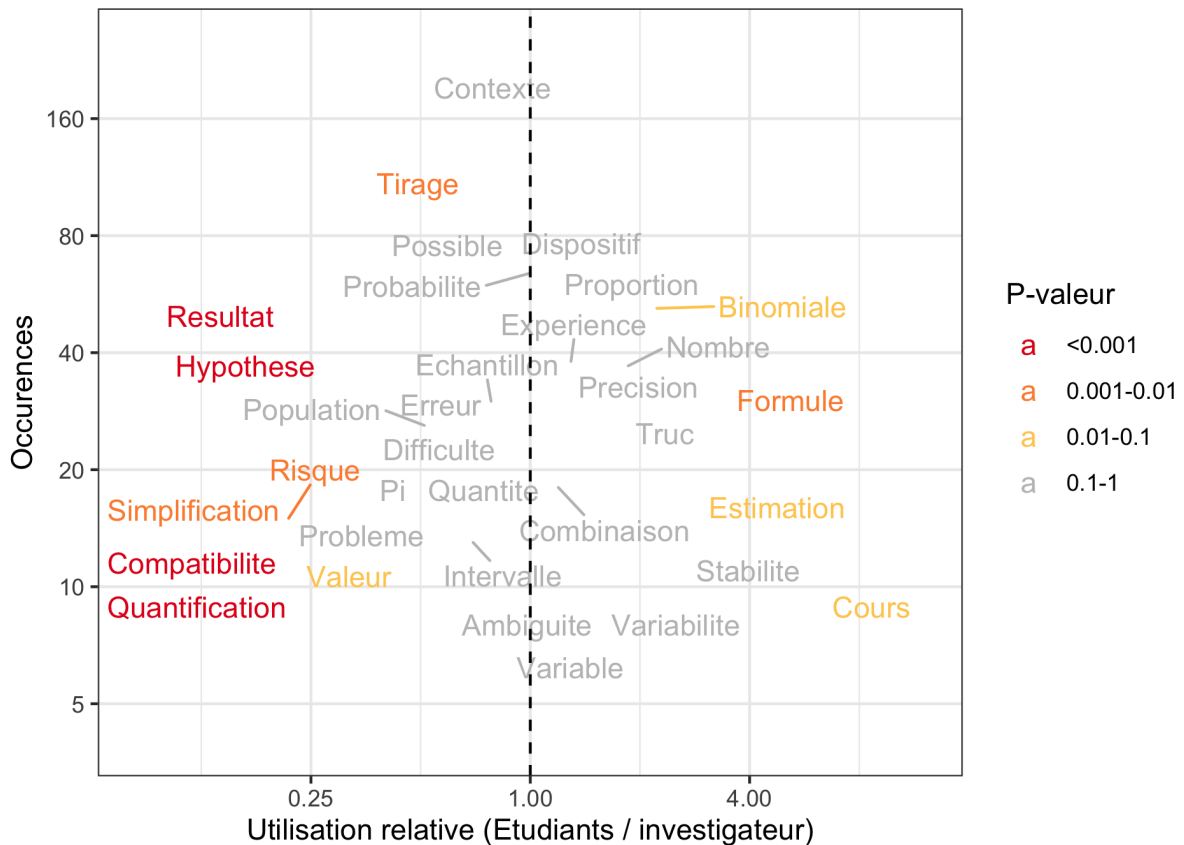 Contexte
160
Tirage
80
Possible
Dispositif
Probabilite
Proportion
Binomiale
Resultat
Experience
Nombre
40
Hypothese
Echantillon
Precision
Population
Erreur
Formule
Truc
Difficulte
20
Risque
Pi
Quantite
Simplification
Estimation
Probleme
Combinaison
Compatibilite
Valeur
Intervalle
Stabilite
10
Quantification
Cours
Ambiguite
Variabilite
Variable
5
Occurences
0.25
1.00
4.00
Utilisation relative (Etudiants / investigateur)
P-valeur
a <0.001
a 0.001-0.01
a 0.01-0.1
a 0.1-1